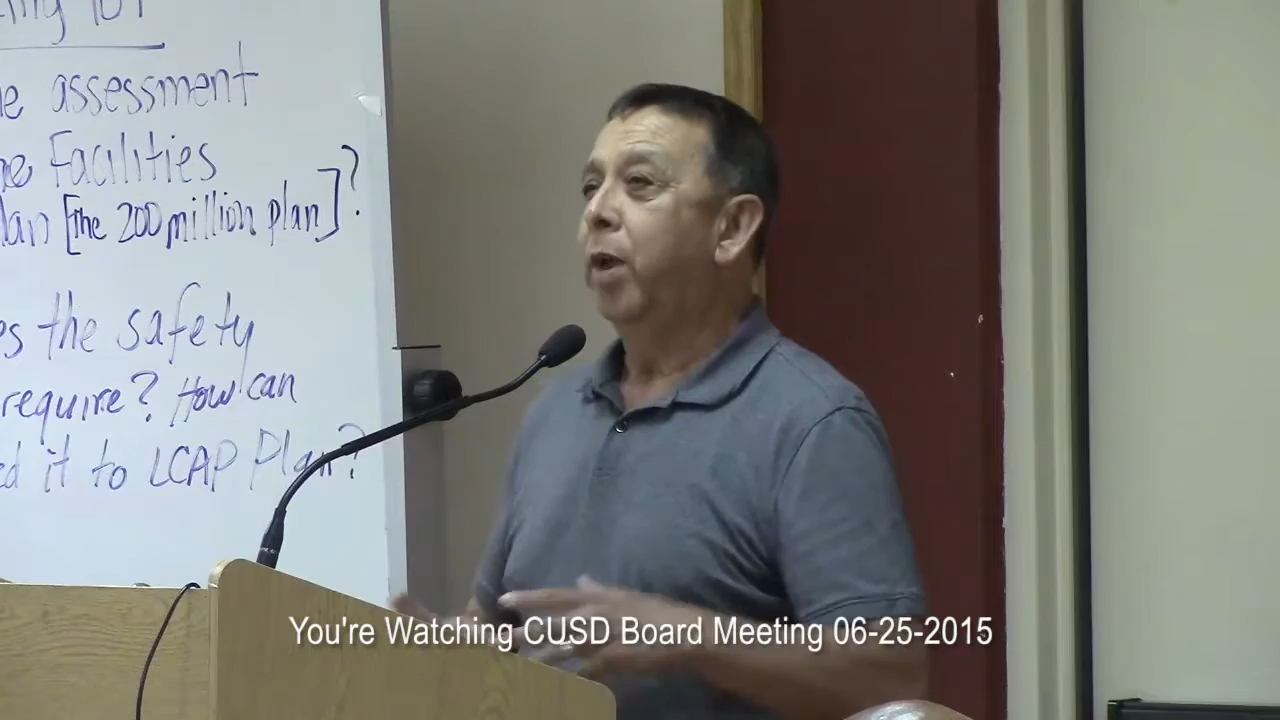 101
assessment
Facilities
[the 200 million plan]?
the safety
require? How can
it to LCAP Plan?
You're Watching CUSD Board Meeting 06-25-2015